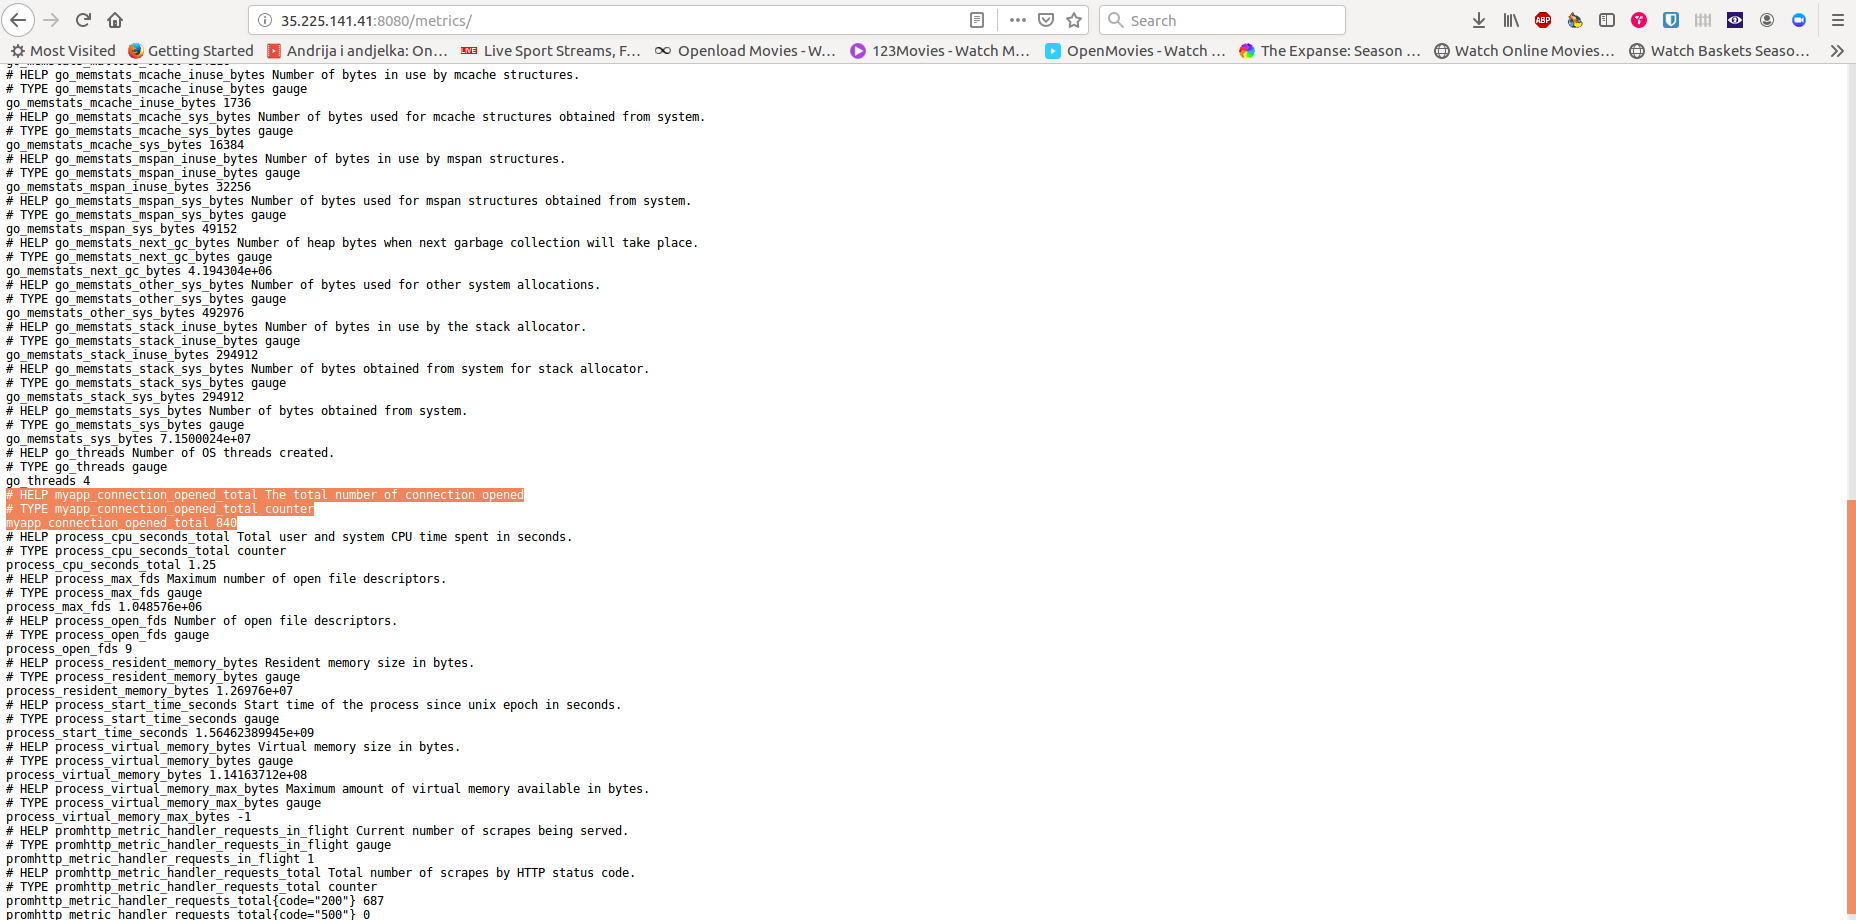 35.225.141.41:8080/metrics/
Search
Most Visited
Getting Started
Andrija i andjelka: On…
LIVE
Live Sport Streams, F…
Openload Movies - W…
123Movies - Watch M…
OpenMovies - Watch …
The Expanse: Season …
Watch Online Movies…
Watch Baskets Seaso…
ABP
# HELP go_memstats_mcache_inuse_bytes Number of bytes in use by mcache structures.
# TYPE go_memstats_mcache_inuse_bytes gauge
go_memstats_mcache_inuse_bytes 1736
# HELP go_memstats_mcache_sys_bytes Number of bytes used for mcache structures obtained from system.
# TYPE go_memstats_mcache_sys_bytes gauge
go_memstats_mcache_sys_bytes 16384
# HELP go_memstats_mspan_inuse_bytes Number of bytes in use by mspan structures.
# TYPE go_memstats_mspan_inuse_bytes gauge
go_memstats_mspan_inuse_bytes 32256
# HELP go_memstats_mspan_sys_bytes Number of bytes used for mspan structures obtained from system.
# TYPE go_memstats_mspan_sys_bytes gauge
go_memstats_mspan_sys_bytes 49152
# HELP go_memstats_next_gc_bytes Number of heap bytes when next garbage collection will take place.
# TYPE go_memstats_next_gc_bytes gauge
go_memstats_next_gc_bytes 4.194304e+06
# HELP go_memstats_other_sys_bytes Number of bytes used for other system allocations.
# TYPE go_memstats_other_sys_bytes gauge
go_memstats_other_sys_bytes 492976
# HELP go_memstats_stack_inuse_bytes Number of bytes in use by the stack allocator.
# TYPE go_memstats_stack_inuse_bytes gauge
go_memstats_stack_inuse_bytes 294912
# HELP go_memstats_stack_sys_bytes Number of bytes obtained from system for stack allocator.
# TYPE go_memstats_stack_sys_bytes gauge
go_memstats_stack_sys_bytes 294912
# HELP go_memstats_sys_bytes Number of bytes obtained from system.
# TYPE go_memstats_sys_bytes gauge
go_memstats_sys_bytes 7.1500024e+07
# HELP go_threads Number of OS threads created.
# TYPE go_threads gauge
go_threads 4
# HELP myapp_connection_opened_total The total number of connection opened
# TYPE myapp_connection_opened_total counter
myapp_connection_opened_total 840
# HELP process_cpu_seconds_total Total user and system CPU time spent in seconds.
# TYPE process_cpu_seconds_total counter
process_cpu_seconds_total 1.25
# HELP process_max_fds Maximum number of open file descriptors.
# TYPE process_max_fds gauge
process_max_fds 1.048576e+06
# HELP process_open_fds Number of open file descriptors.
# TYPE process_open_fds gauge
process_open_fds 9
# HELP process_resident_memory_bytes Resident memory size in bytes.
# TYPE process_resident_memory_bytes gauge
process_resident_memory_bytes 1.26976e+07
# HELP process_start_time_seconds Start time of the process since unix epoch in seconds.
# TYPE process_start_time_seconds gauge
process_start_time_seconds 1.56462389945e+09
# HELP process_virtual_memory_bytes Virtual memory size in bytes.
# TYPE process_virtual_memory_bytes gauge
process_virtual_memory_bytes 1.14163712e+08
# HELP process_virtual_memory_max_bytes Maximum amount of virtual memory available in bytes.
# TYPE process_virtual_memory_max_bytes gauge
process_virtual_memory_max_bytes -1
# HELP promhttp_metric_handler_requests_in_flight Current number of scrapes being served.
# TYPE promhttp_metric_handler_requests_in_flight gauge
promhttp_metric_handler_requests_in_flight 1
# HELP promhttp_metric_handler_requests_total Total number of scrapes by HTTP status code.
# TYPE promhttp_metric_handler_requests_total counter
promhttp_metric_handler_requests_total{code="200"} 687
promhttp_metric_handler_requests_total{code="500"} 0